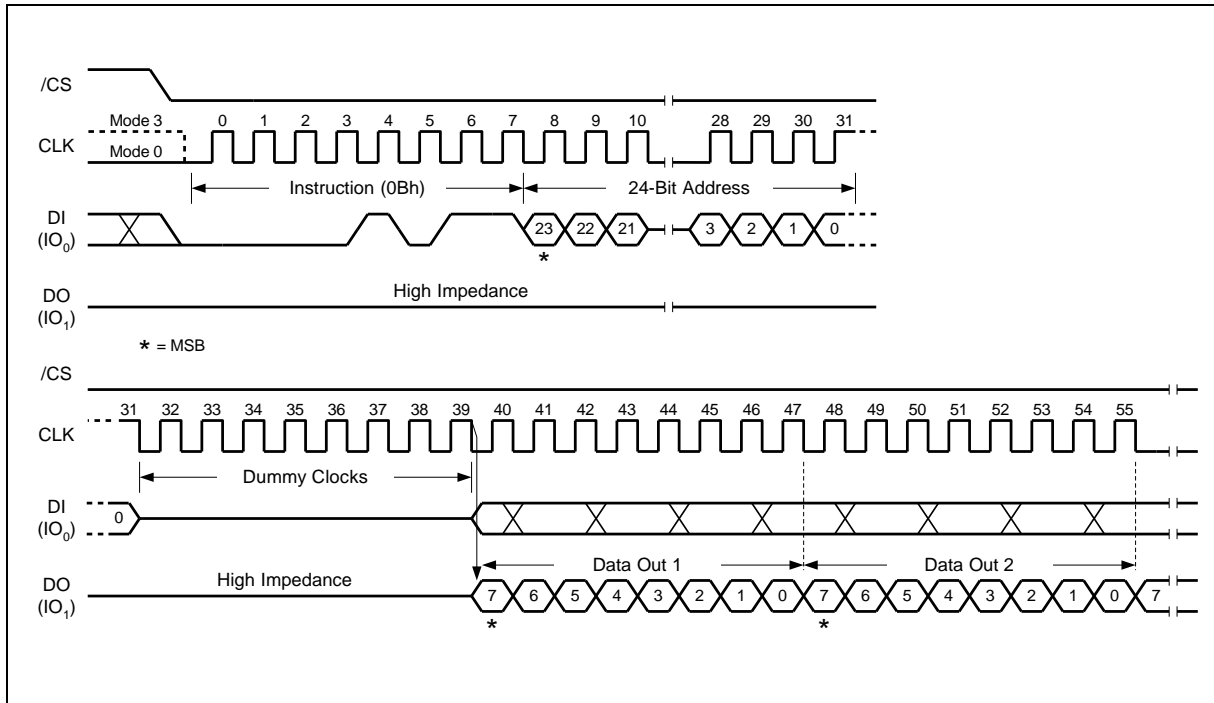 /CS
Mode 3 0 1 2 3 4 5 6 7 8 9 10 28 29 30 31
CLK
Mode 0
Instruction (0Bh) 24-Bit Address
DI
(IO0) 23 22 21 3 2 1 0
*
High Impedance
DO
(IO1)
* = MSB
/CS
31 32 33 34 35 36 37 38 39 40 41 42 43 44 45 46 47 48 49 50 51 52 53 54 55
CLK
Dummy Clocks
DI
(IO0) 0
Data Out 1 Data Out 2
High Impedance
DO
(IO1) 7 6 5 4 3 2 1 0 7 6 5 4 3 2 1 0 7
* *